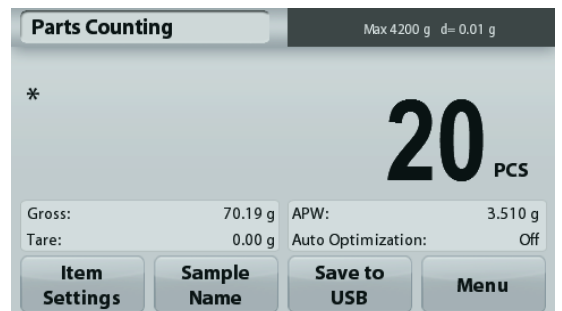 Parts Counting
Max 4200 g d= 0.01 g
*
20 PCS
Gross: 70.19 g APW: 3.510 g
Tare: 0.00 g Auto Optimization: Off
Item Settings
Sample Name
Save to USB
Menu